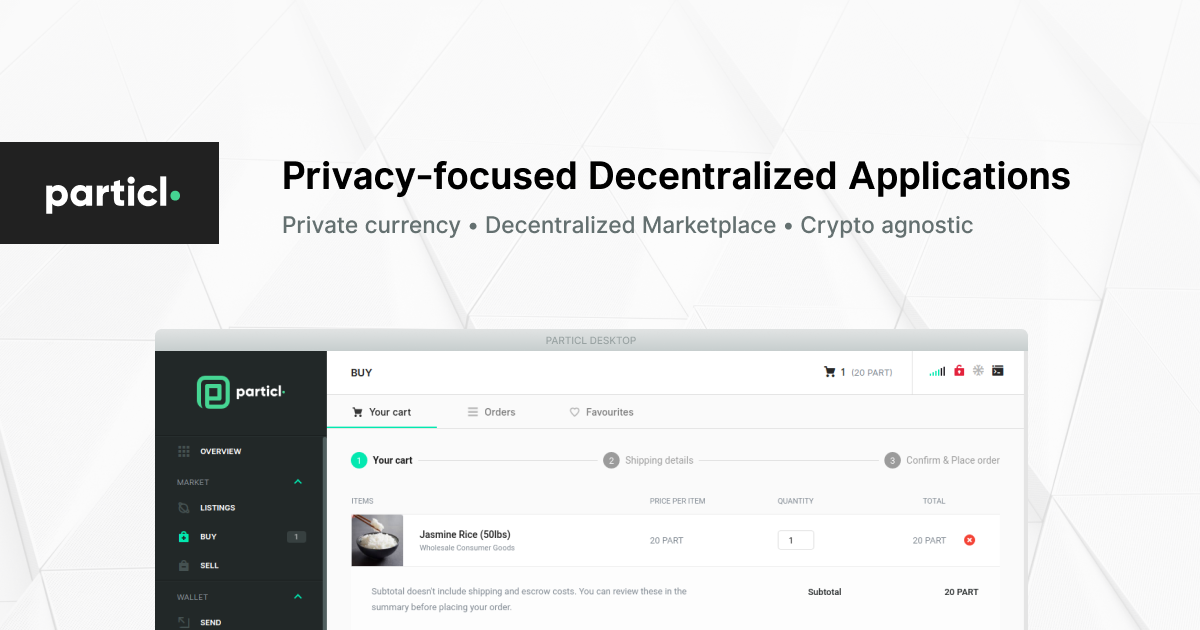 particl.
Privacy-focused Decentralized Applications
Private currency • Decentralized Marketplace • Crypto agnostic
PARTICL DESKTOP
particl.
BUY
1 (20 PART)
Your cart
Orders
Favourites
OVERVIEW
MARKET
LISTINGS
BUY 1
SELL
WALLET
SEND
1 Your cart
2 Shipping details
3 Confirm & Place order
ITEMS PRICE PER ITEM QUANTITY TOTAL
Jasmine Rice (50lbs) 20 PART 1 20 PART
Wholesale Consumer Goods
Subtotal doesn't include shipping and escrow costs. You can review these in the
summary before placing your order.
Subtotal 20 PART